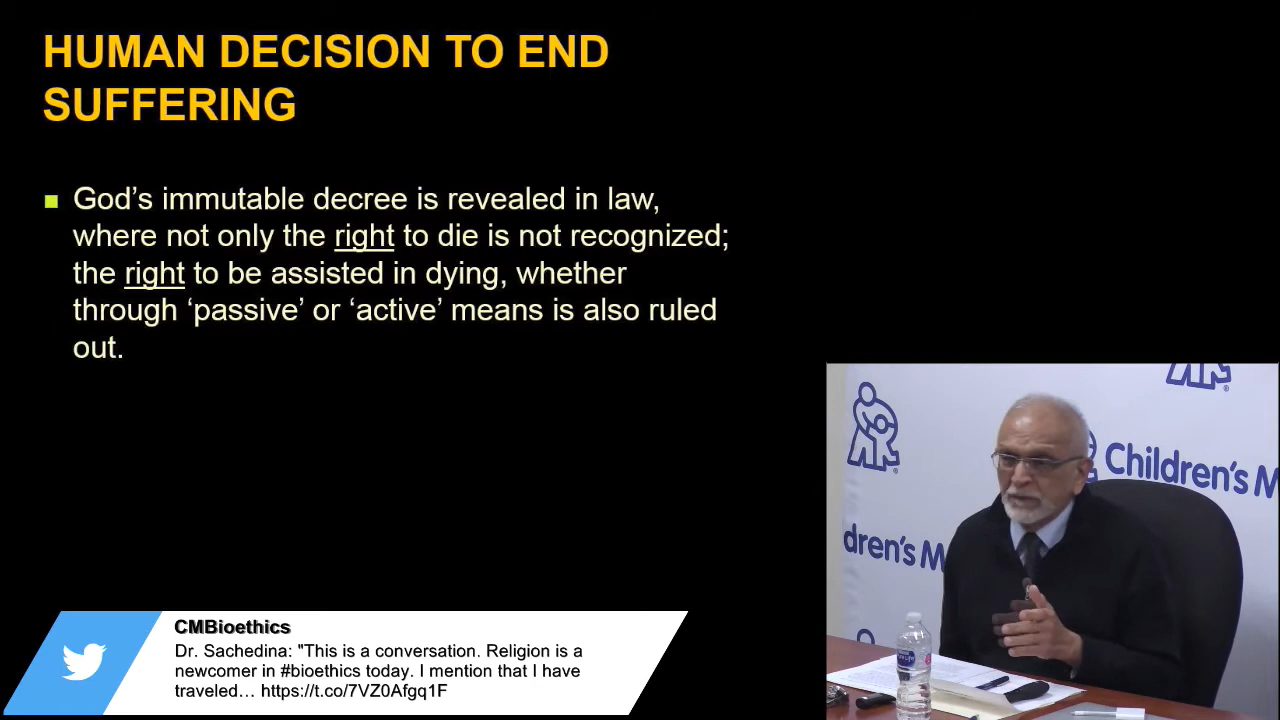 HUMAN DECISION TO END
SUFFERING
God's immutable decree is revealed in law,
where not only the right to die is not recognized;
the right to be assisted in dying, whether
through ‘passive’ or ‘active’ means is also ruled
out.
®
®
Children's M
dren's M
CMBioethics
Dr. Sachedina: "This is a conversation. Religion is a
newcomer in #bioethics today. I mention that I have
traveled… https://t.co/7VZ0Afgq1F